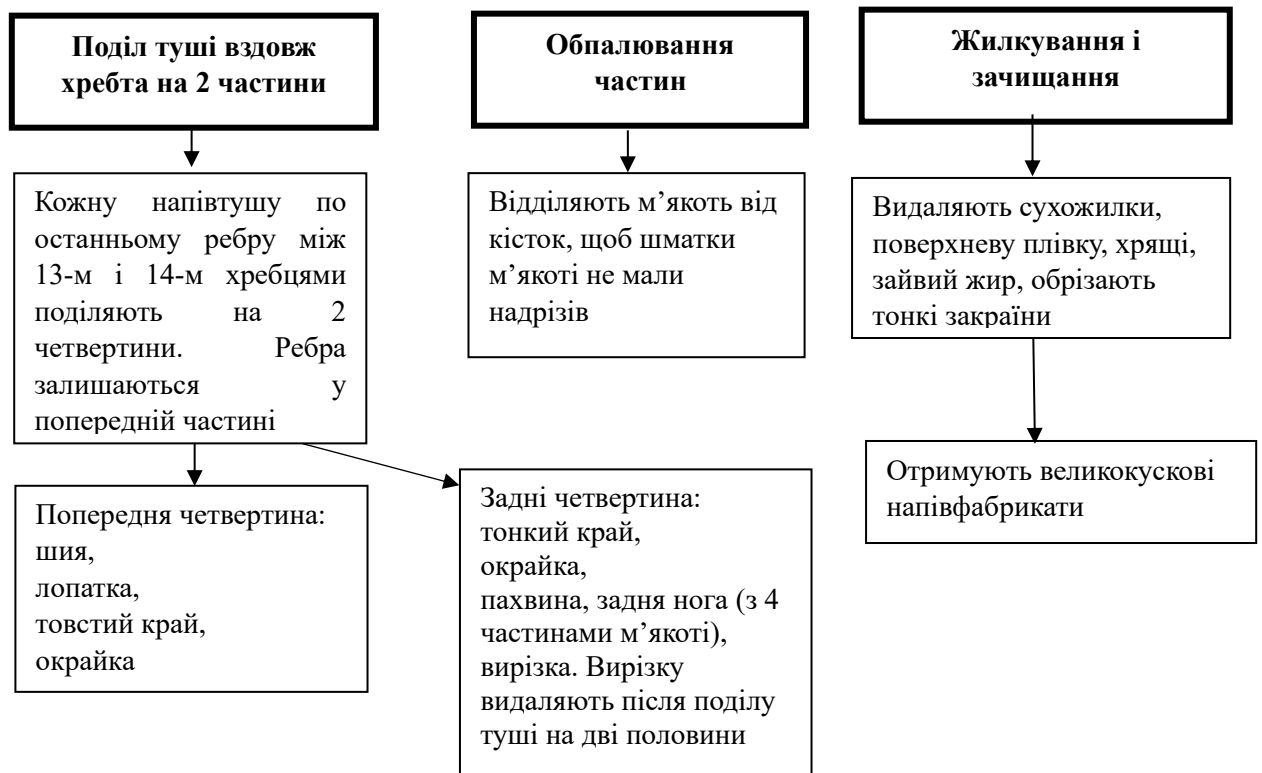 Поділ туші вздовж
хребта на 2 частини
Обпалювання
частин
Жилкування і
зачищання
Кожну напівтушу по
останньому ребру між
13-м і 14-м хребцями
поділяють на 2
четвертини. Ребра
залишаються у
попередній частині
Відділяють м’якоть від
кісток, щоб шматки
м’якоті не мали
надрізів
Видаляють сухожилки,
поверхневу плівку, хрящі,
зайвий жир, обрізають
тонкі закраїни
Попередня четвертина:
шия,
лопатка,
товстий край,
окрайка
Задні четвертина:
тонкий край,
окрайка,
пахвина, задня нога (з 4
частинами м’якоті),
вирізка. Вирізку
видаляють після поділу
туші на дві половини
Отримують великокускові
напівфабрикати